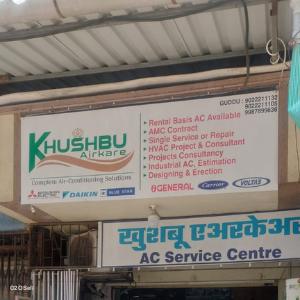 GUDDU : 9022211132
9022211105
9987699636
KHUSHBU
Airkare
Complete Air-Conditioning Solutions
DAIKIN BLUE STAR
• Rental Basis AC Available
• AMC Contract
• Single Service or Repair
• HVAC Project & Consultant
• Projects Consultancy
• Industrial AC, Estimation
• Designing & Erection
GENERAL Carrier VOLTAS
खुशबू एअरकेअर
AC Service Centre